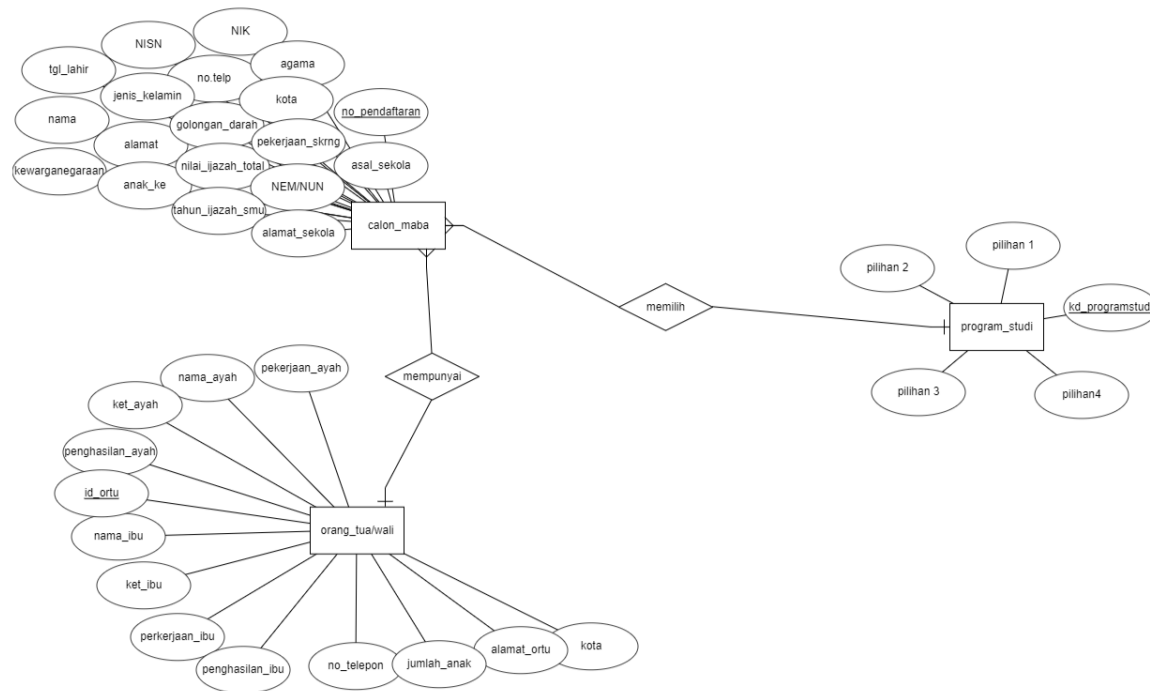 NIK
NISN
agama
tgl_lahir
no.telp
jenis_kelamin
kota
no_pendaftaran
nama
golongan_darah
pekerjaan_skrng
alamat
kewarganegaraan
nilai_ijazah_total
asal_sekola
anak_ke
NEM/NUN
tahun_ijazah_smu
calon_maba
alamat_sekola
pilihan 1
pilihan 2
memilih
kd_programstudi
program_studi
pilihan 3
pilihan4
mempunyai
pekerjaan_ayah
nama_ayah
ket_ayah
penghasilan_ayah
id_ortu
orang_tua/wali
nama_ibu
ket_ibu
perkerjaan_ibu
penghasilan_ibu
no_telepon
jumlah_anak
alamat_ortu
kota